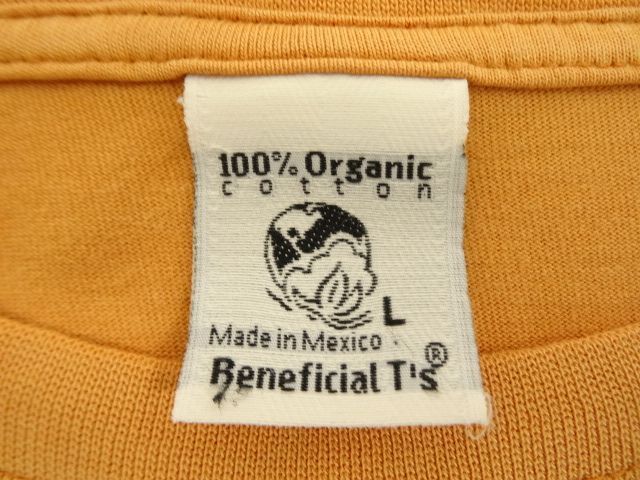 100% Organic
cotton
L
Made in Mexico
Beneficial T's®